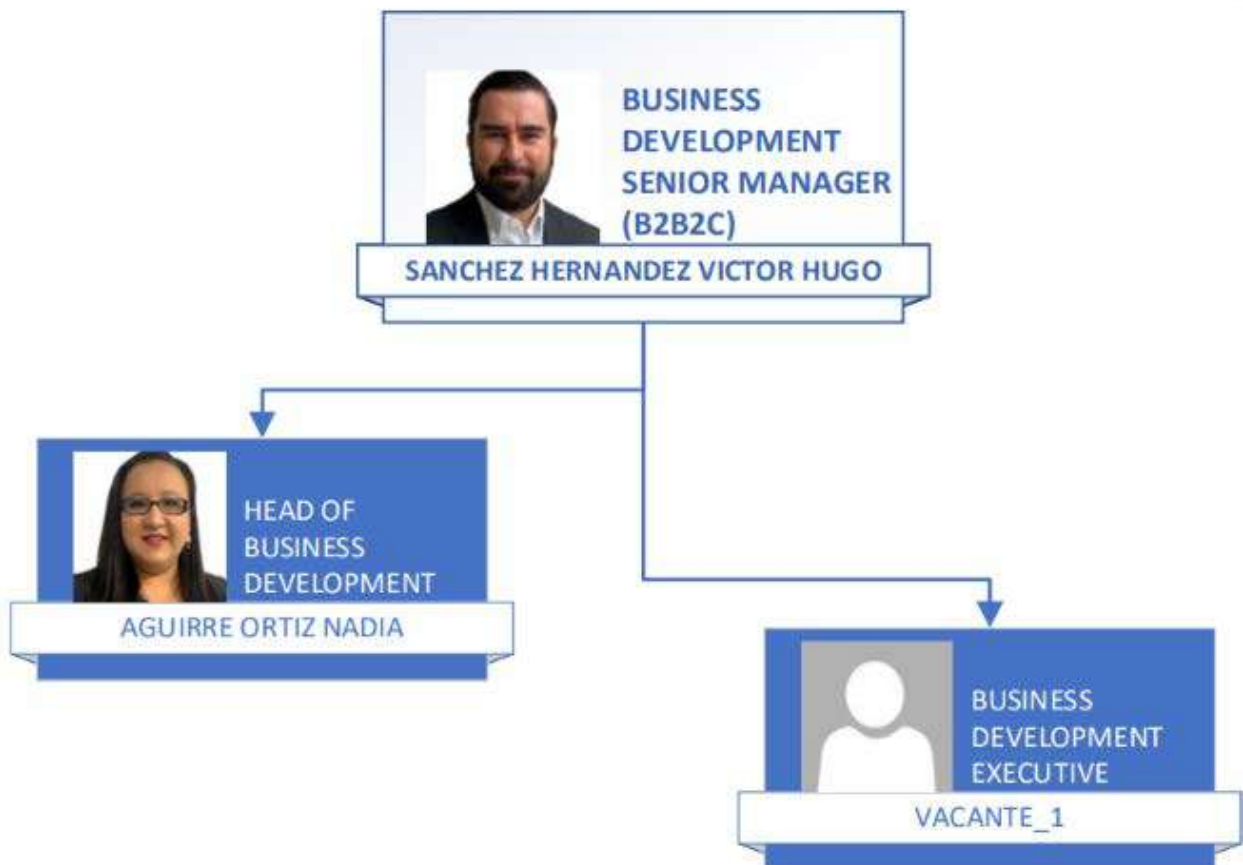 BUSINESS
DEVELOPMENT
SENIOR MANAGER
(B2B2C)
SANCHEZ HERNANDEZ VICTOR HUGO
HEAD OF
BUSINESS
DEVELOPMENT
AGUIRRE ORTIZ NADIA
BUSINESS
DEVELOPMENT
EXECUTIVE
VACANTE_1